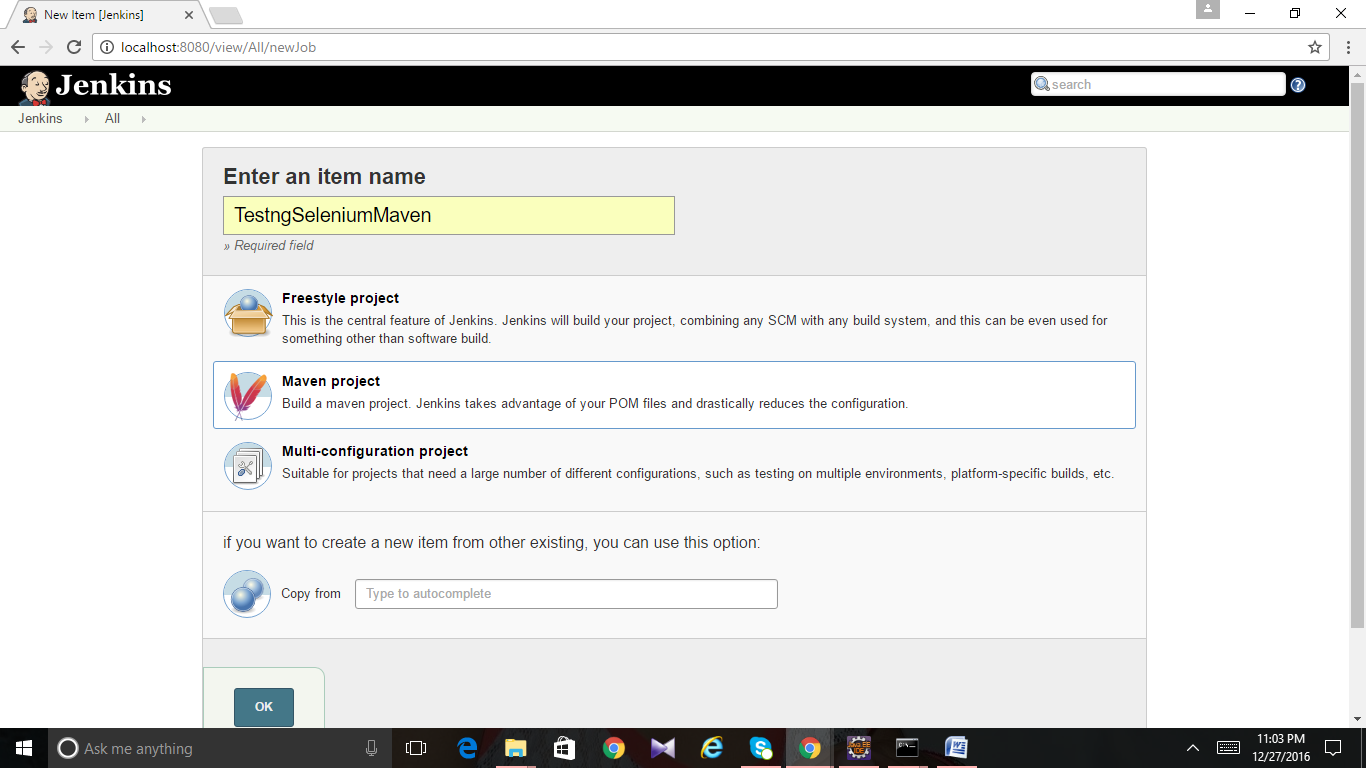 New Item [Jenkins]
localhost:8080/view/All/newJob
Jenkins
search
Jenkins
All
Enter an item name
TestngSeleniumMaven
» Required field
Freestyle project
This is the central feature of Jenkins. Jenkins will build your project, combining any SCM with any build system, and this can be even used for
something other than software build.
Maven project
Build a maven project. Jenkins takes advantage of your POM files and drastically reduces the configuration.
Multi-configuration project
Suitable for projects that need a large number of different configurations, such as testing on multiple environments, platform-specific builds, etc.
if you want to create a new item from other existing, you can use this option:
Copy from
Type to autocomplete
OK
Ask me anything
11:03 PM
12/27/2016